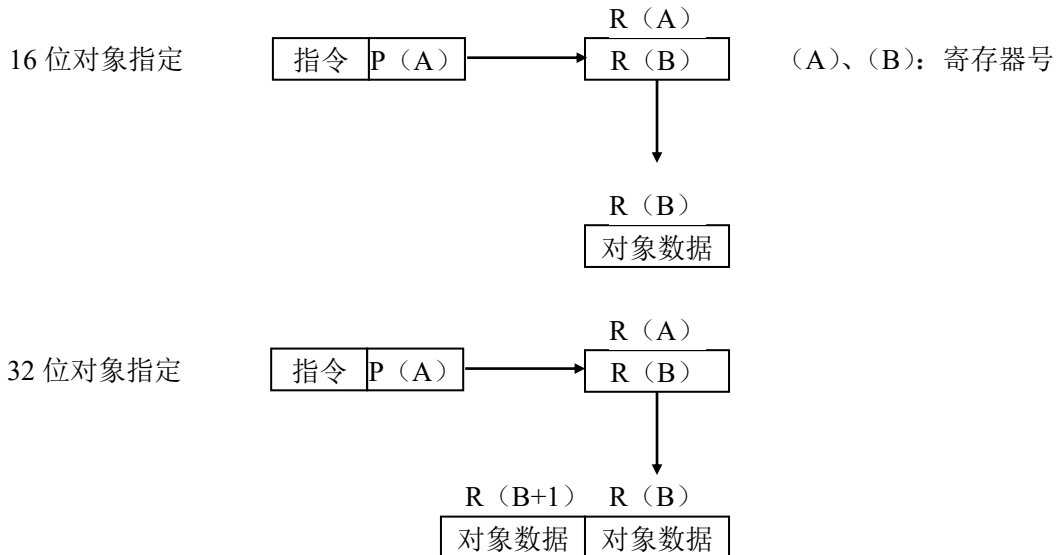 R（A）
16 位对象指定 指令 P（A） R（B） （A）、（B）：寄存器号
R（B）
对象数据
R（A）
32 位对象指定 指令 P（A） R（B）
R（B+1） R（B）
对象数据 对象数据